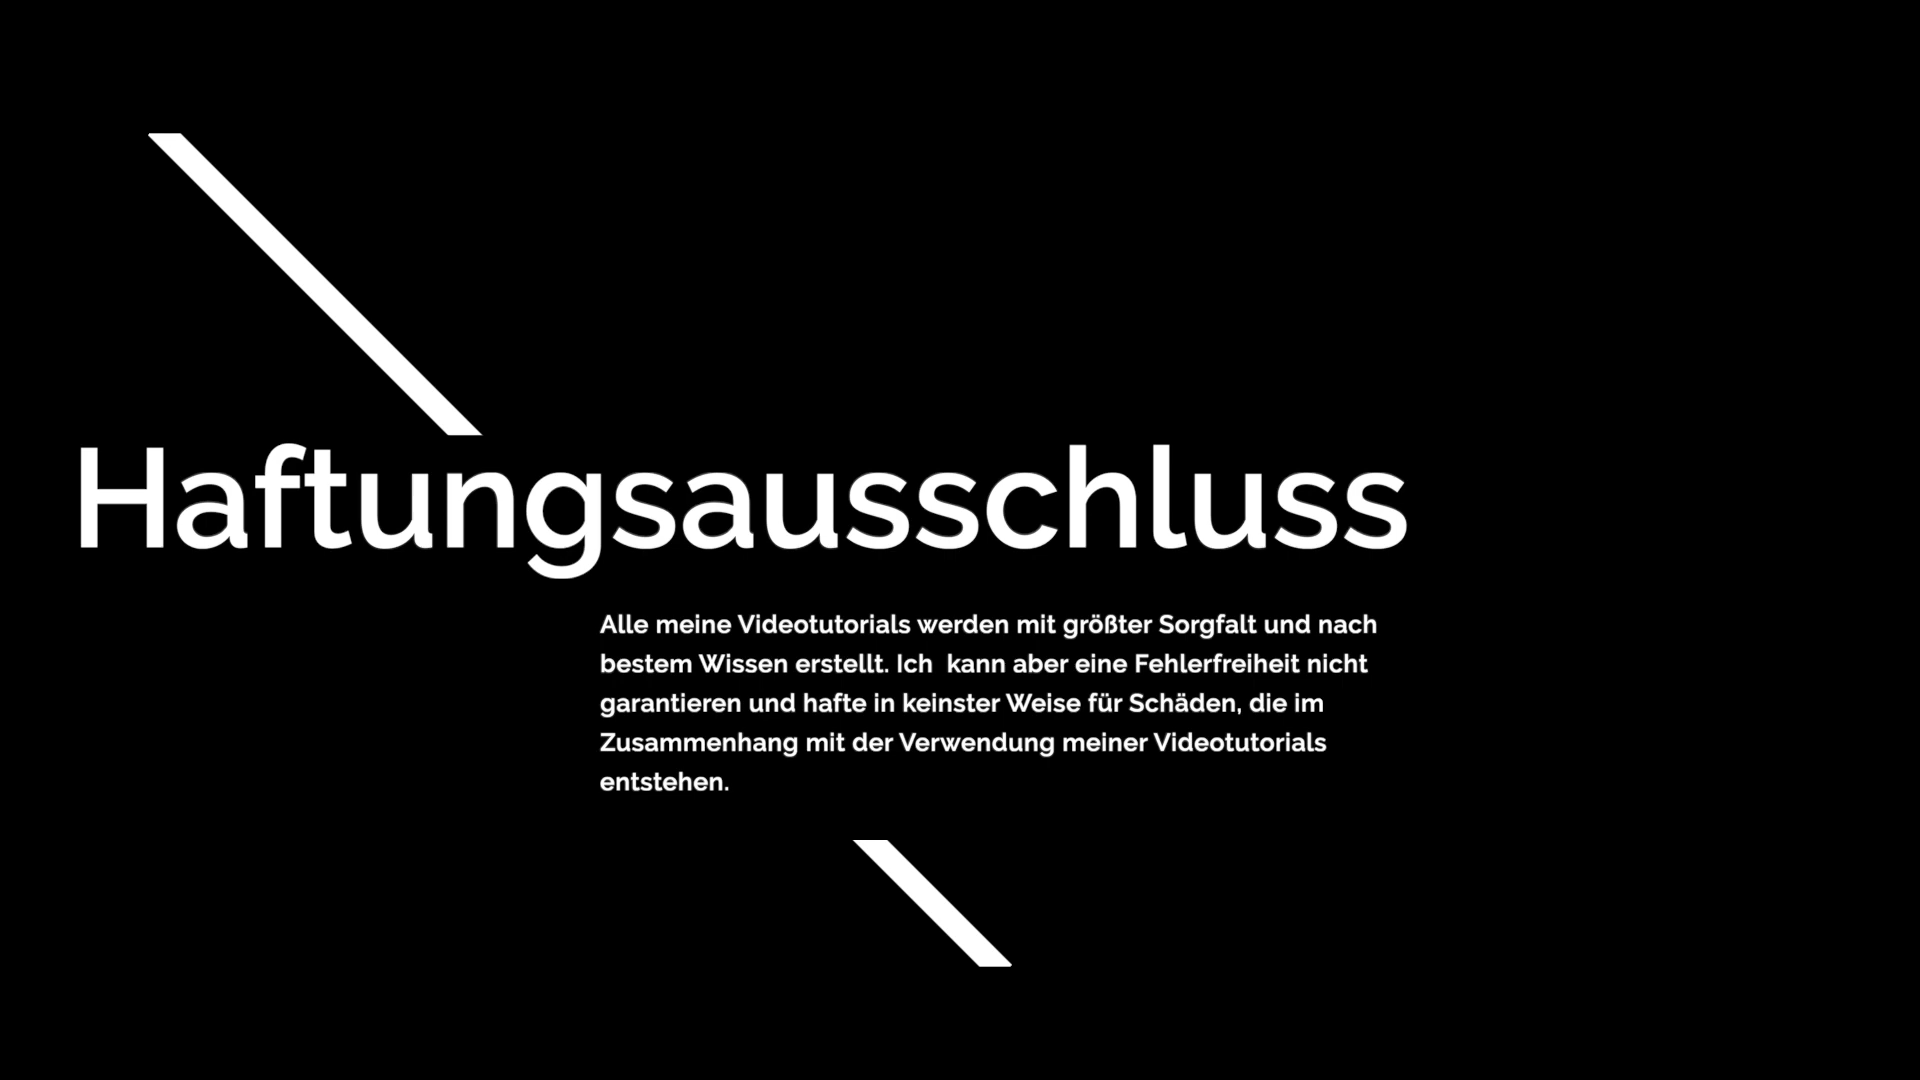 Haftungsausschluss
Alle meine Videotutorials werden mit größter Sorgfalt und nach
bestem Wissen erstellt. Ich  kann aber eine Fehlerfreiheit nicht
garantieren und hafte in keinster Weise für Schäden, die im
Zusammenhang mit der Verwendung meiner Videotutorials
entstehen.